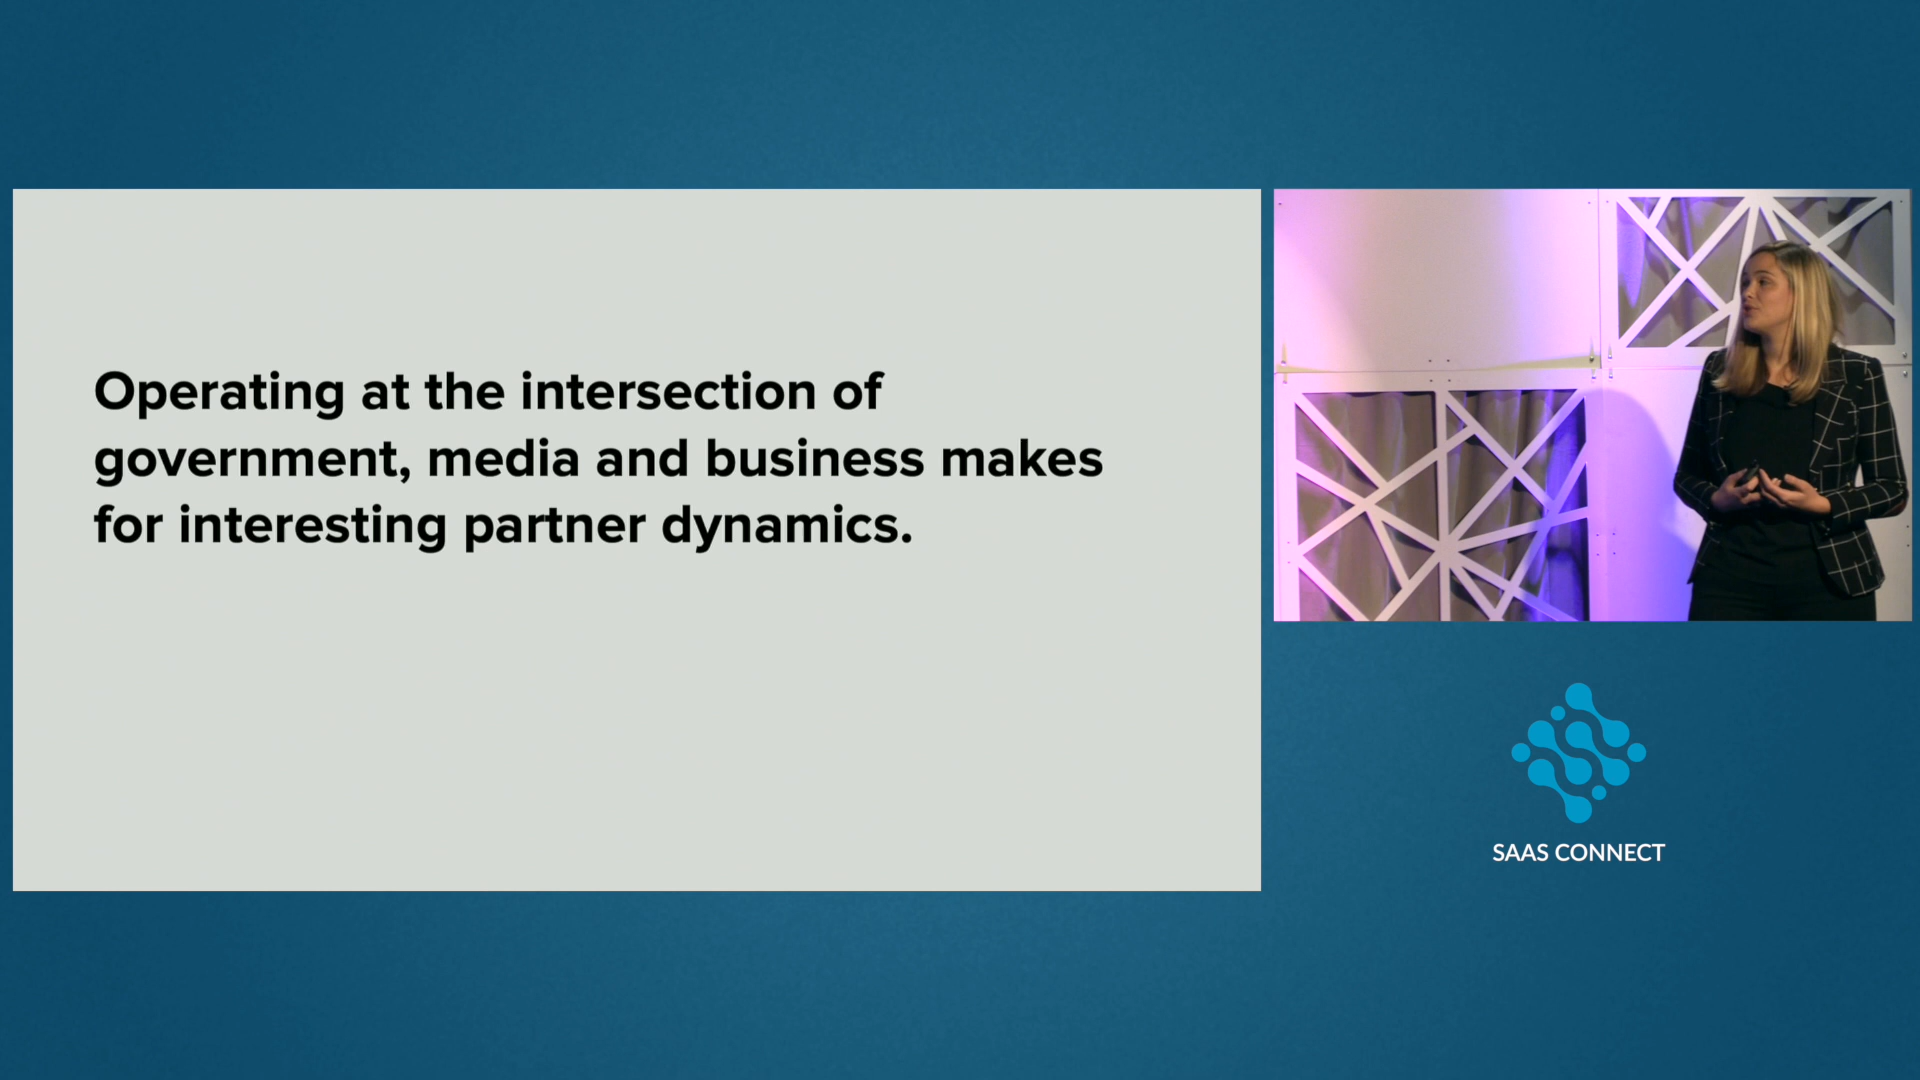 Operating at the intersection of
government, media and business makes
for interesting partner dynamics.
SAAS CONNECT